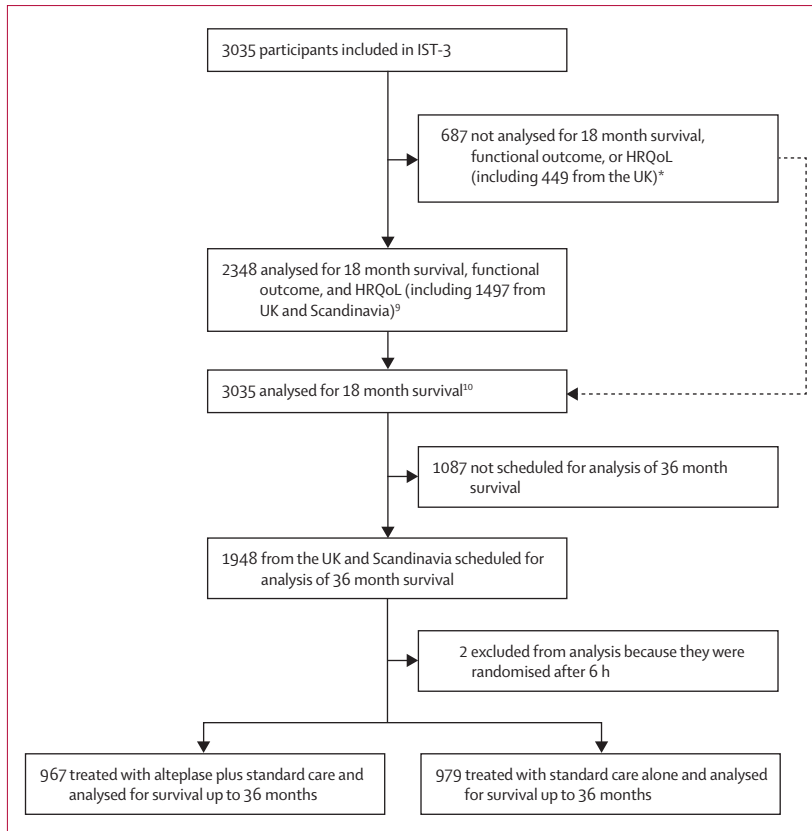 3035 participants included in IST-3
687 not analysed for 18 month survival,
functional outcome, or HRQoL
(including 449 from the UK)*
2348 analysed for 18 month survival, functional
outcome, and HRQoL (including 1497 from
UK and Scandinavia)⁹
3035 analysed for 18 month survival¹⁰
1087 not scheduled for analysis of 36 month
survival
1948 from the UK and Scandinavia scheduled for
analysis of 36 month survival
2 excluded from analysis because they were
randomised after 6 h
967 treated with alteplase plus standard care and
analysed for survival up to 36 months
979 treated with standard care alone and analysed
for survival up to 36 months